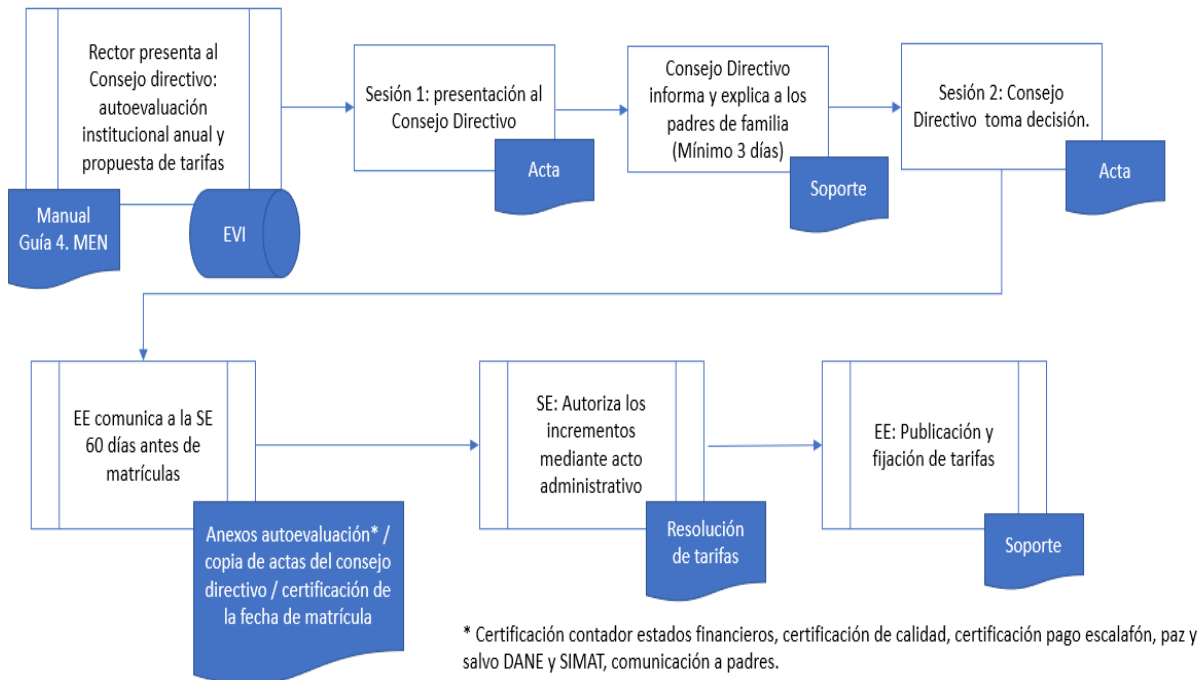 Rector presenta al
Consejo directivo:
autoevaluación
institucional anual y
propuesta de tarifas
Manual
Guía 4. MEN
EVI
Sesión 1: presentación al
Consejo Directivo
Acta
Consejo Directivo
informa y explica a los
padres de familia
(Mínimo 3 días)
Soporte
Sesión 2: Consejo
Directivo toma decisión.
Acta
EE comunica a la SE
60 días antes de
matrículas
Anexos autoevaluación* /
copia de actas del consejo
directivo / certificación de
la fecha de matrícula
SE: Autoriza los
incrementos
mediante acto
administrativo
Resolución
de tarifas
EE: Publicación y
fijación de tarifas
Soporte
* Certificación contador estados financieros, certificación de calidad, certificación pago escalafón, paz y
salvo DANE y SIMAT, comunicación a padres.